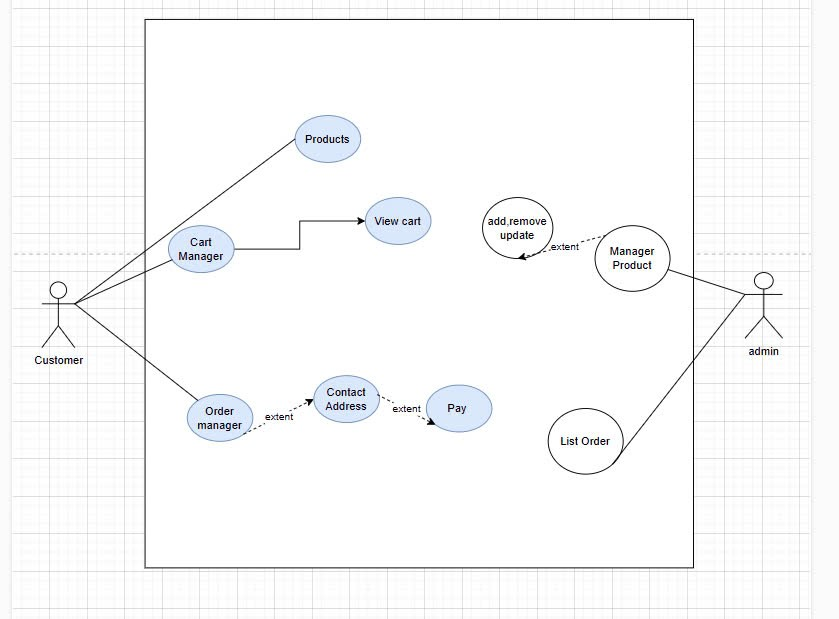 Products
Cart
Manager
View cart
add,remove
update
extent
Manager
Product
Customer
admin
Order
manager
extent
Contact
Address
extent
Pay
List Order